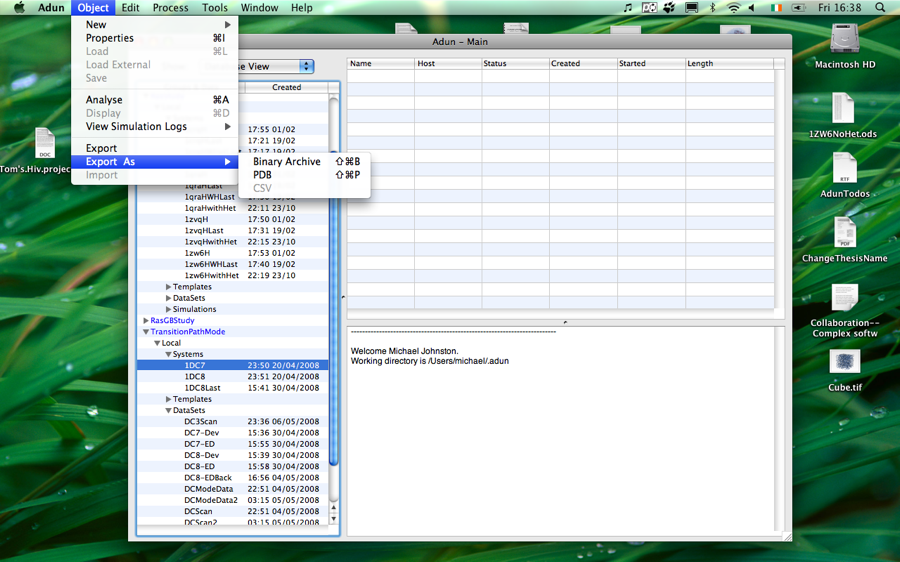 Adun Object Edit Process Tools Window Help Fri 16:38
New
Properties ⌘I
Load ⌘L
Load External
Save
Analyse ⌘A
Display ⌘D
View Simulation Logs
Export
Export As
Import
Binary Archive ⇧⌘B
PDB ⇧⌘P
CSV
Adun - Main
View
Created
17:55 01/02
17:21 19/02
1qraHLast
1qraHWHLast
1qraHwithHet 22:11 23/10
1zvqH 17:50 01/02
1zvqHLast 17:31 19/02
1zvqHwithHet 22:15 23/10
1zw6H 17:53 01/02
1zw6HWHLast 17:40 19/02
1zw6HwithHet 22:19 23/10
Templates
DataSets
Simulations
RasGBStudy
TransitionPathMode
Local
Systems
1DC7 23:50 20/04/2008
1DC8 23:51 20/04/2008
1DC8Last 15:41 30/04/2008
Templates
DataSets
DC3Scan 23:36 06/05/2008
DC7-Dev 15:36 30/04/2008
DC7-ED 15:55 30/04/2008
DC8-Dev 15:39 30/04/2008
DC8-ED 15:58 30/04/2008
DC8-EDBack 16:56 04/05/2008
DCModeData 22:51 04/05/2008
DCModeData2 03:15 05/05/2008
DCScan 22:51 04/05/2008
DCScan2 03:15 05/05/2008
Name Host Status Created Started Length
Welcome Michael Johnston.
Working directory is /Users/michael/.adun
DOC
Tom's.Hiv.projec
Macintosh HD
1ZW6NoHet.ods
RTF
AdunTodos
PDF
ChangeThesisName
Collaboration--
Complex softw
Cube.tif